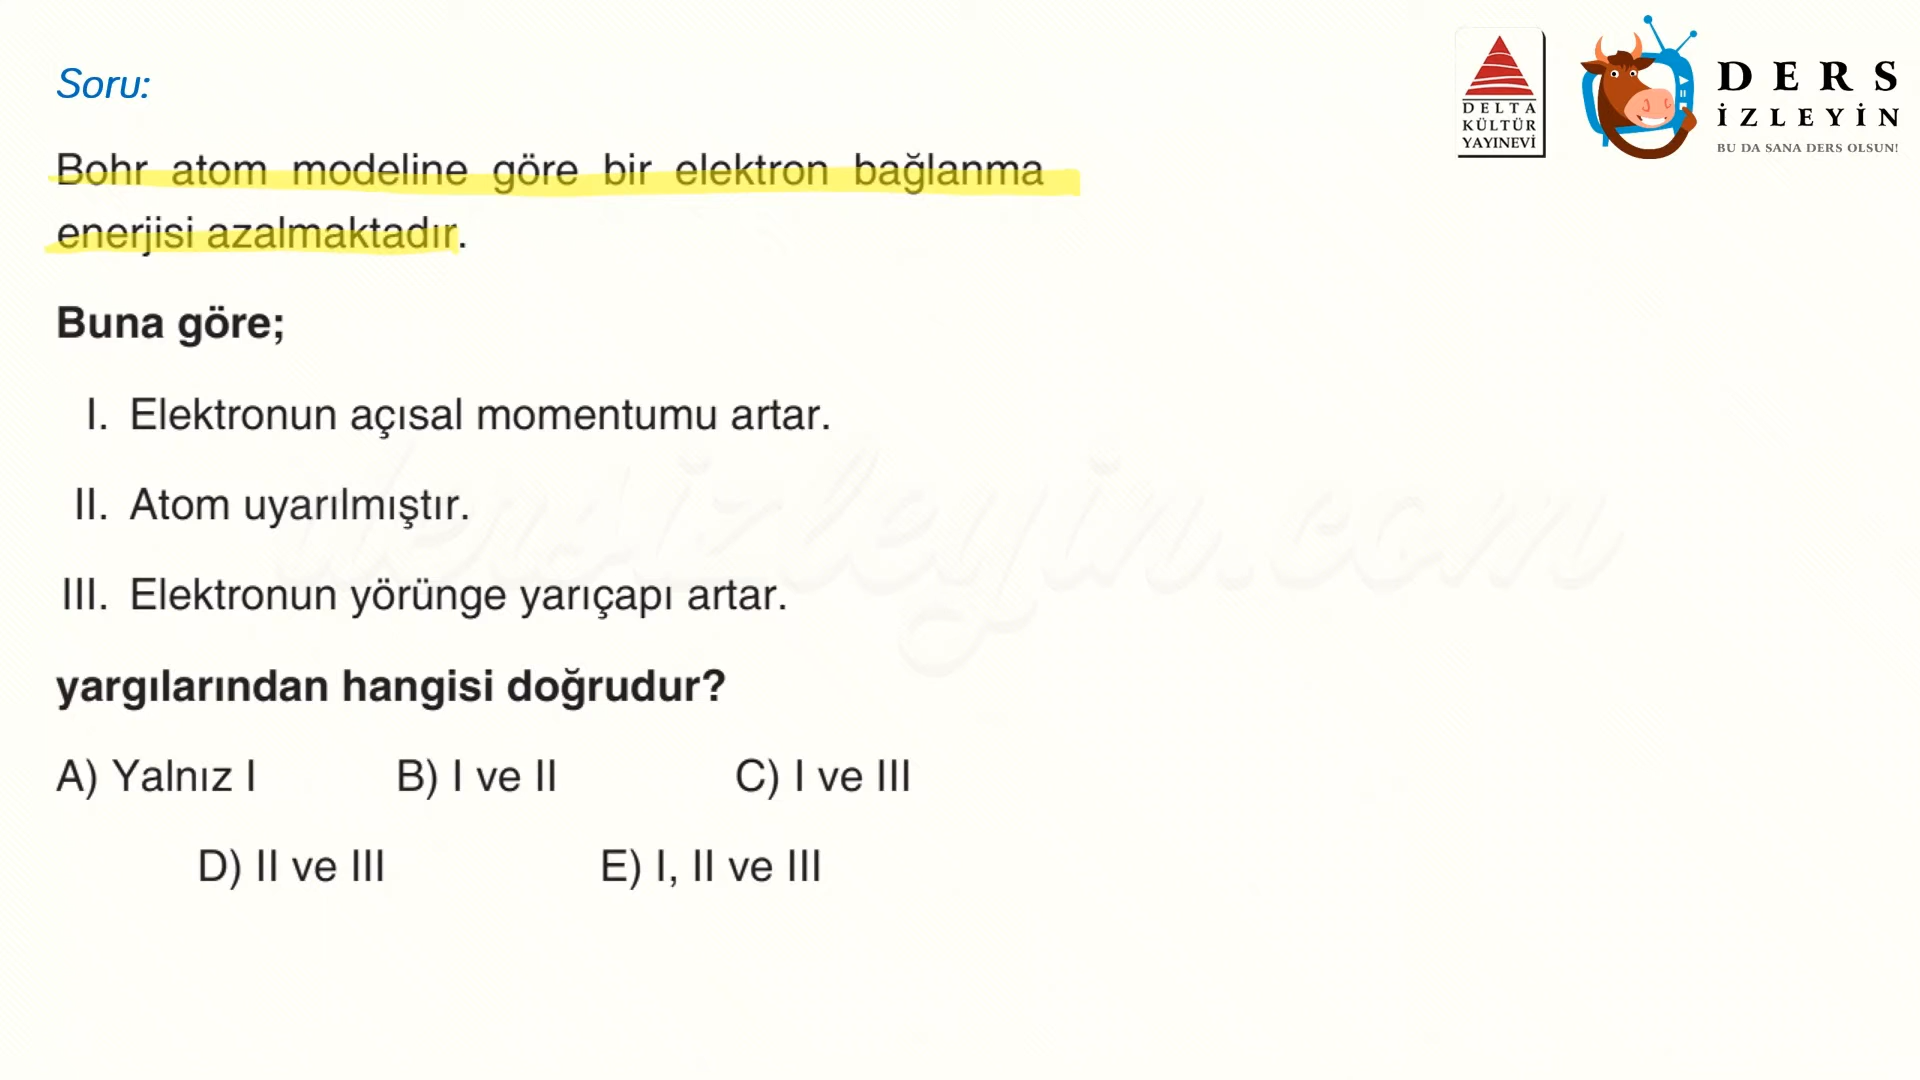 Soru:
DELTA
KÜLTÜR
YAYINEVİ
DERS
İZLEYİN
BU DA SANA DERS OLSUN!
Bohr atom modeline göre bir elektron bağlanma
enerjisi azalmaktadır.
Buna göre;
I. Elektronun açısal momentumu artar.
II. Atom uyarılmıştır.
III. Elektronun yörünge yarıçapı artar.
dersizleyin.com
yargılarından hangisi doğrudur?
A) Yalnız I B) I ve II C) I ve III
D) II ve III E) I, II ve III